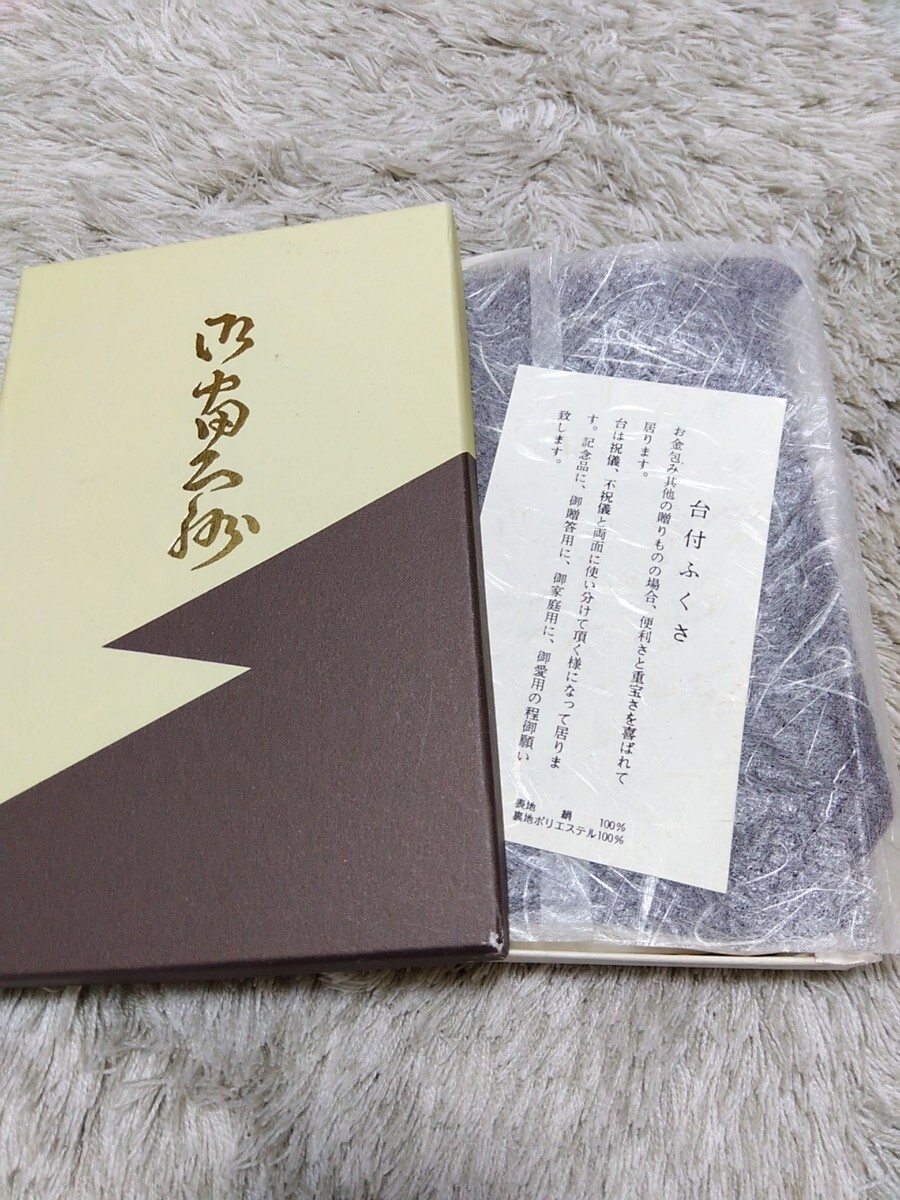 台付ふくさ
お金包み其他の贈りものの場合、便利さと重宝さを喜ばれて
居ります。
台は祝儀、不祝儀と両面に使い分けて頂く様になって居りま
す。記念品に、御贈答用に、御家庭用に、御愛用の程御願い
致します。
表地 絹 100%
裏地ポリエステル100%